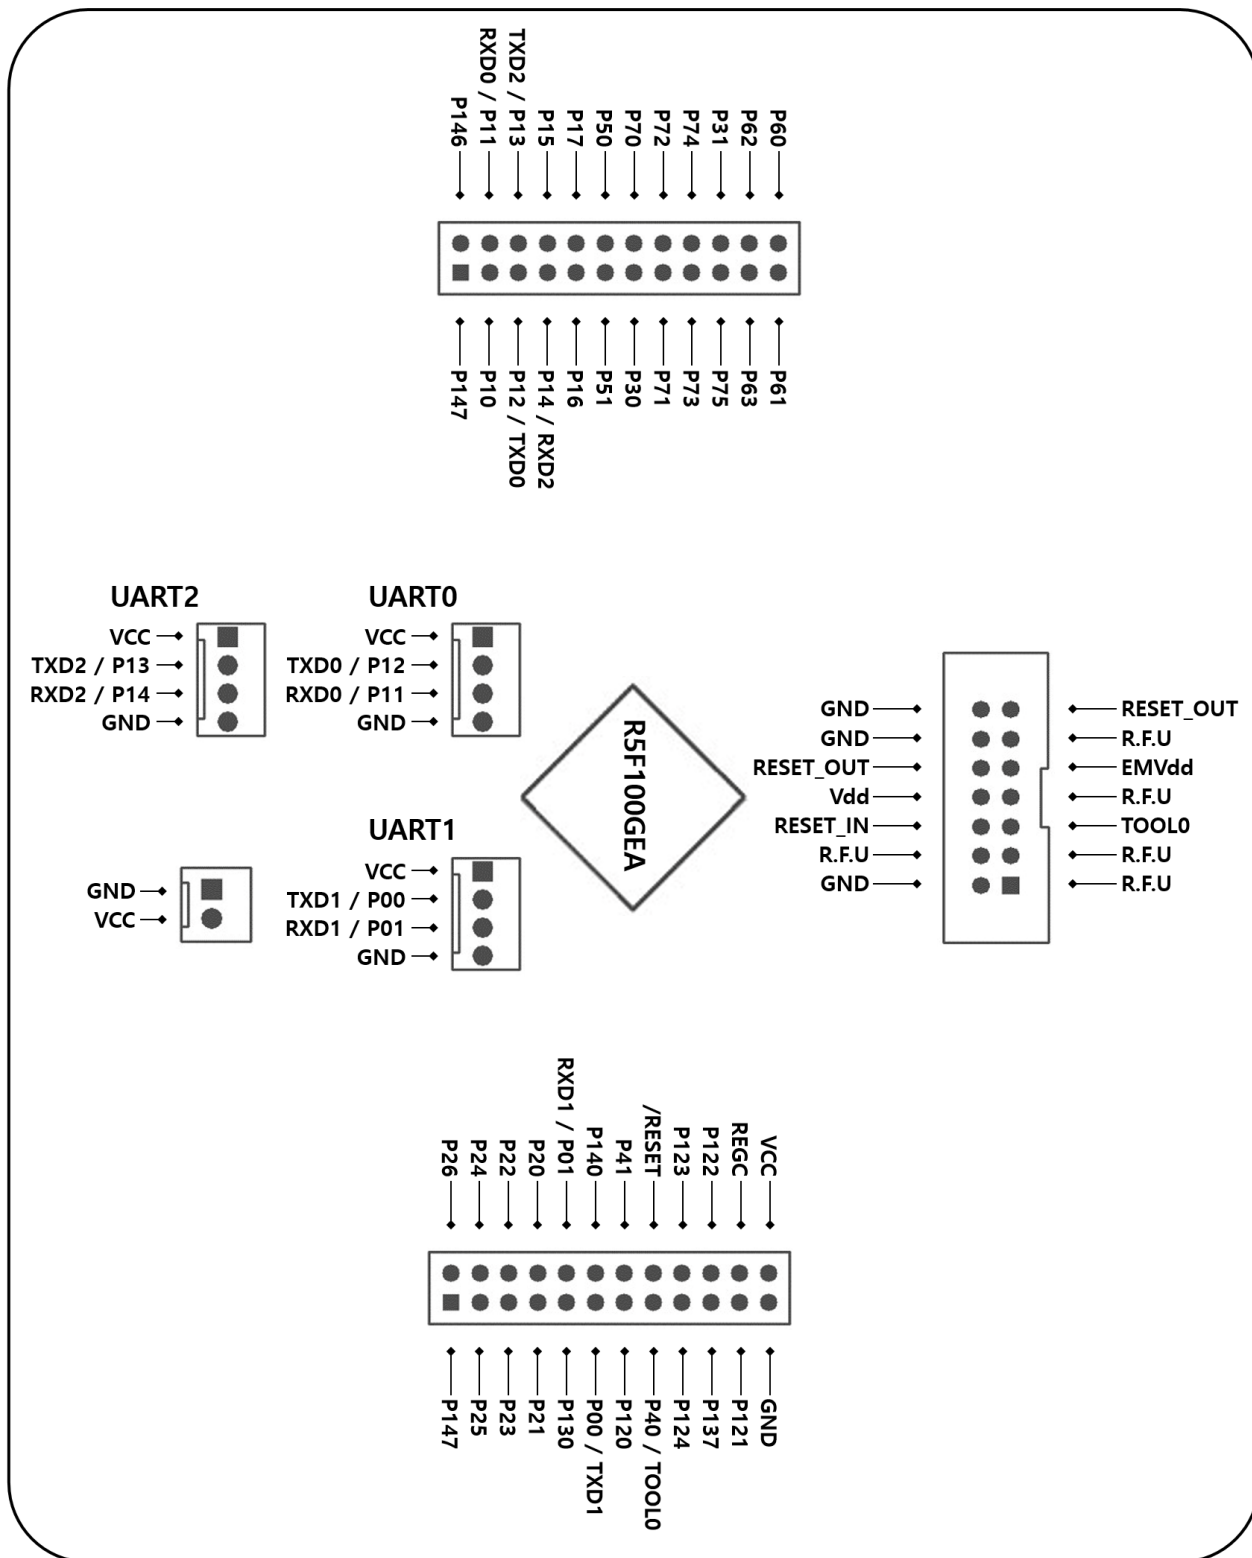 P146
RXD0 / P11
TXD2 / P13
P15
P17
P50
P70
P72
P74
P31
P62
P60
P147
P10
P12 / TXD0
P14 / RXD2
P16
P51
P30
P71
P73
P75
P63
P61
UART2
VCC
TXD2 / P13
RXD2 / P14
GND
UART0
VCC
TXD0 / P12
RXD0 / P11
GND
R5F100GEA
GND
GND
RESET_OUT
Vdd
RESET_IN
R.F.U
GND
RESET_OUT
R.F.U
EMVdd
R.F.U
TOOL0
R.F.U
R.F.U
GND
VCC
UART1
VCC
TXD1 / P00
RXD1 / P01
GND
P26
P24
P22
P20
RXD1 / P01
P140
P41
/RESET
P123
P122
REGC
VCC
P147
P25
P23
P21
P130
P00 / TXD1
P120
P40 / TOOL0
P124
P137
P121
GND